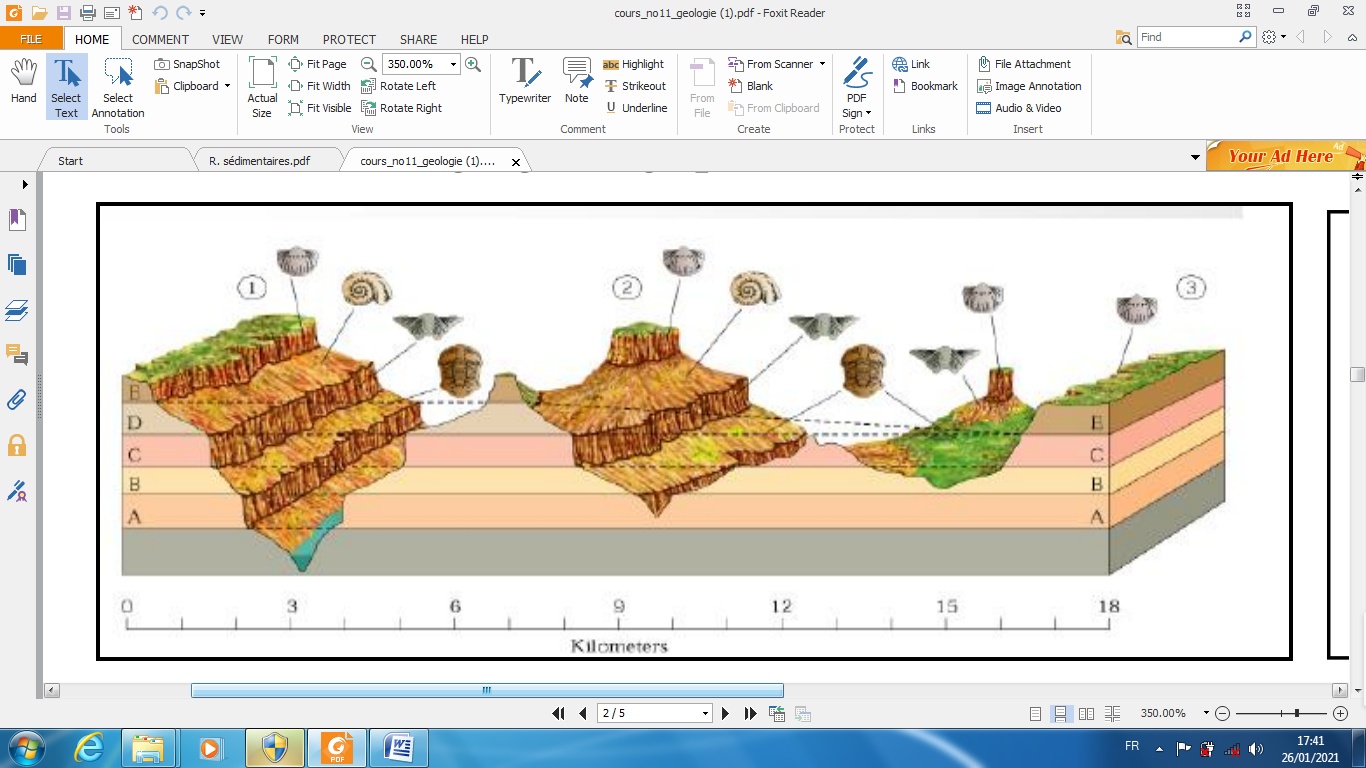 cours_no11_geologie (1).pdf - Foxit Reader
FILE HOME COMMENT VIEW FORM PROTECT SHARE HELP
Find
Hand
Select Text
Select Annotation
SnapShot
Clipboard
Tools
Actual Size
Fit Page
Fit Width
Fit Visible
350.00%
Rotate Left
Rotate Right
View
Typewriter
Note
Highlight
Strikeout
Underline
Comment
From File
From Scanner
Blank
From Clipboard
Create
PDF Sign
Protect
Link
Bookmark
Links
File Attachment
Image Annotation
Audio & Video
Insert
Start
R. sédimentaires.pdf
cours_no11_geologie (1)....
Your Ad Here
Ad
1 2 3
E E
D
C C
B B
A A
0 3 6 9 12 15 18
Kilometers
2 / 5
350.00%
FR
17:41
26/01/2021